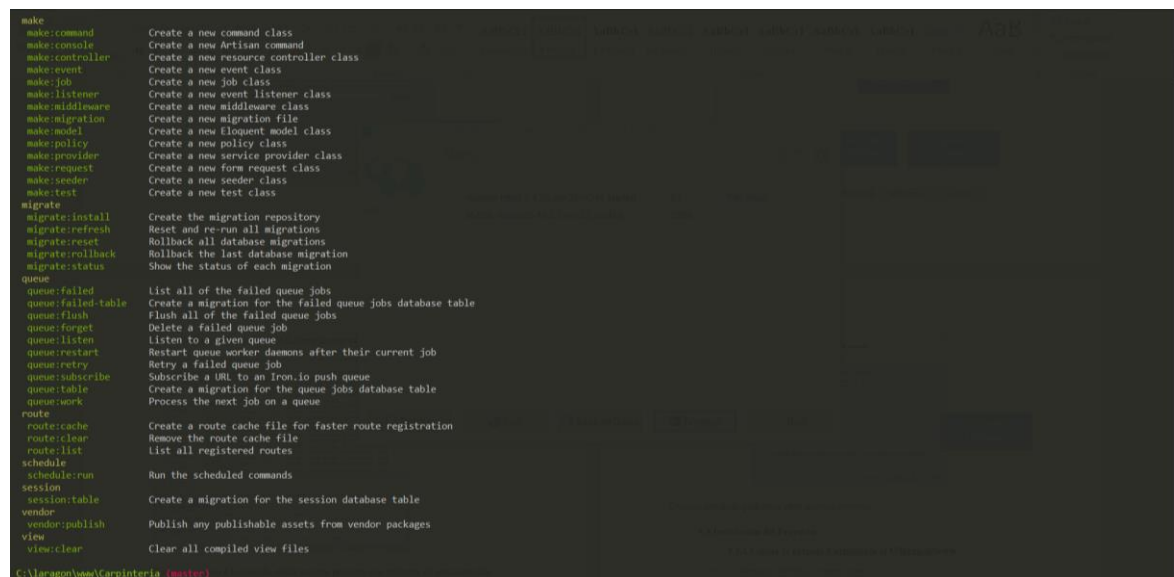 make
make:command Create a new command class
make:console Create a new Artisan command
make:controller Create a new resource controller class
make:event Create a new event class
make:job Create a new job class
make:listener Create a new event listener class
make:middleware Create a new middleware class
make:migration Create a new migration file
make:model Create a new Eloquent model class
make:policy Create a new policy class
make:provider Create a new service provider class
make:request Create a new form request class
make:seeder Create a new seeder class
make:test Create a new test class
migrate
migrate:install Create the migration repository
migrate:refresh Reset and re-run all migrations
migrate:reset Rollback all database migrations
migrate:rollback Rollback the last database migration
migrate:status Show the status of each migration
queue
queue:failed List all of the failed queue jobs
queue:failed-table Create a migration for the failed queue jobs database table
queue:flush Flush all of the failed queue jobs
queue:forget Delete a failed queue job
queue:listen Listen to a given queue
queue:restart Restart queue worker daemons after their current job
queue:retry Retry a failed queue job
queue:subscribe Subscribe a URL to an Iron.io push queue
queue:table Create a migration for the queue jobs database table
queue:work Process the next job on a queue
route
route:cache Create a route cache file for faster route registration
route:clear Remove the route cache file
route:list List all registered routes
schedule
schedule:run Run the scheduled commands
session
session:table Create a migration for the session database table
vendor
vendor:publish Publish any publishable assets from vendor packages
view
view:clear Clear all compiled view files
C:\laragon\www\Carpinteria (master)